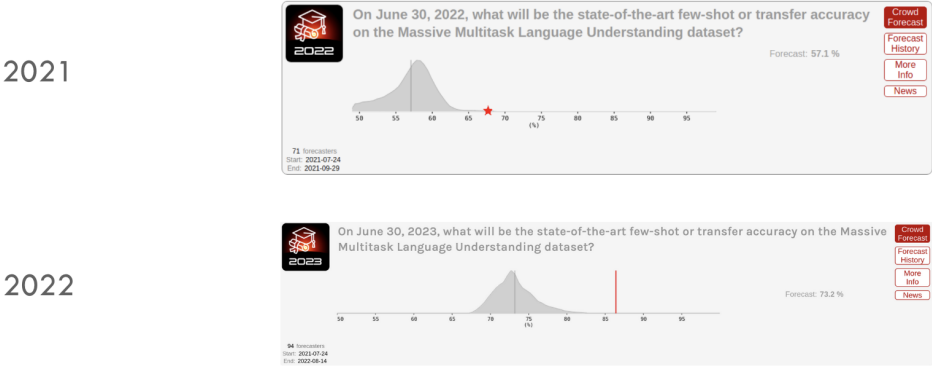 2021
2022
On June 30, 2022, what will be the state-of-the-art few-shot or transfer accuracy
on the Massive Multitask Language Understanding dataset?
Forecast: 57.1 %
Crowd
Forecast
Forecast
History
More
Info
News
50 55 60 65 70 75 80 85 90 95
(%)
71 forecasters
Start: 2021-07-24
End: 2021-09-29
2022
2023
On June 30, 2023, what will be the state-of-the-art few-shot or transfer accuracy on the Massive
Multitask Language Understanding dataset?
Forecast: 73.2 %
Crowd
Forecast
Forecast
History
More
Info
News
50 55 60 65 70 75 80 85 90 95
(%)
94 forecasters
Start: 2021-07-24
End: 2022-08-14